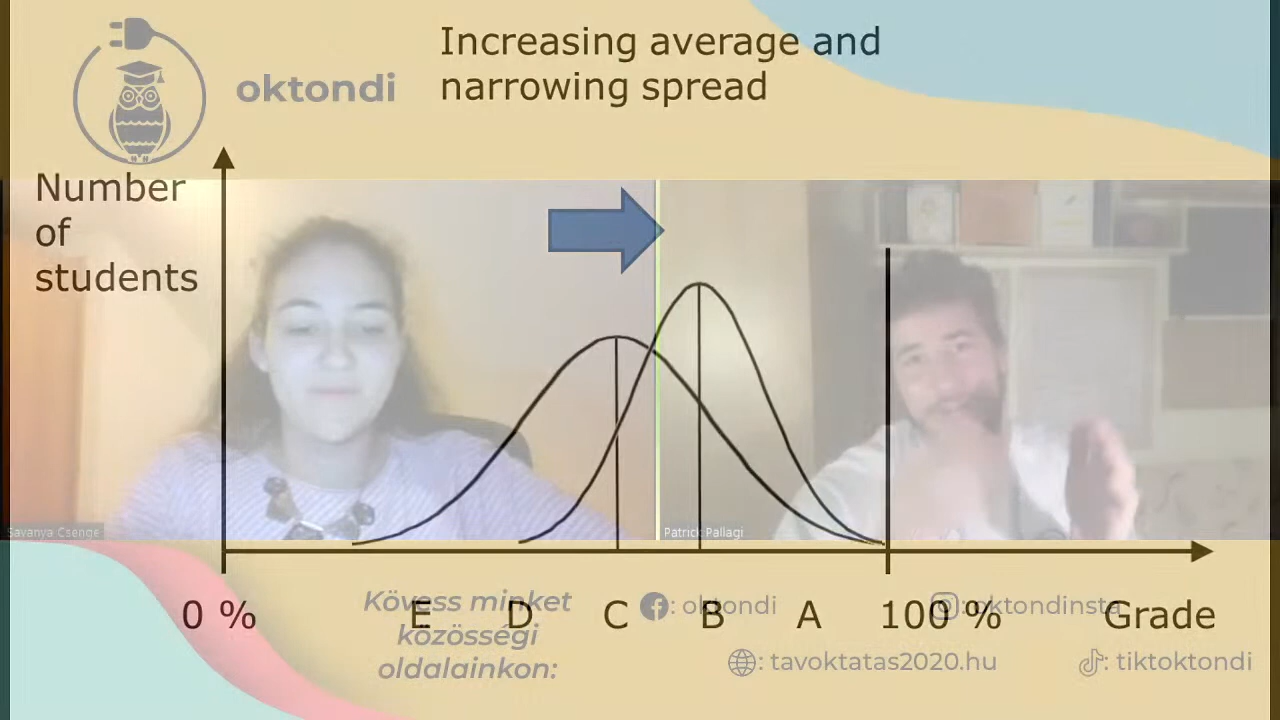 Increasing average and
narrowing spread
oktondi
Number
of
students
Savanya Csenge
Patrick Pallagi
0 %
E
D
C
B
A
100 %
Grade
Kövess minket
közösségi
oldalainkon:
: oktondi
: oktondinsta
: tavoktatas2020.hu
: tiktoktondi